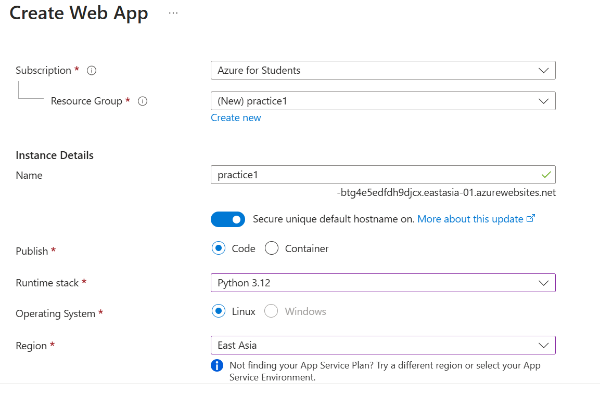 Create Web App ...
Subscription * Azure for Students
Resource Group * (New) practice1
Create new
Instance Details
Name practice1
-btg4e5edfdh9djcx.eastasia-01.azurewebsites.net
Secure unique default hostname on. More about this update
Publish * Code Container
Runtime stack * Python 3.12
Operating System * Linux Windows
Region * East Asia
Not finding your App Service Plan? Try a different region or select your App
Service Environment.